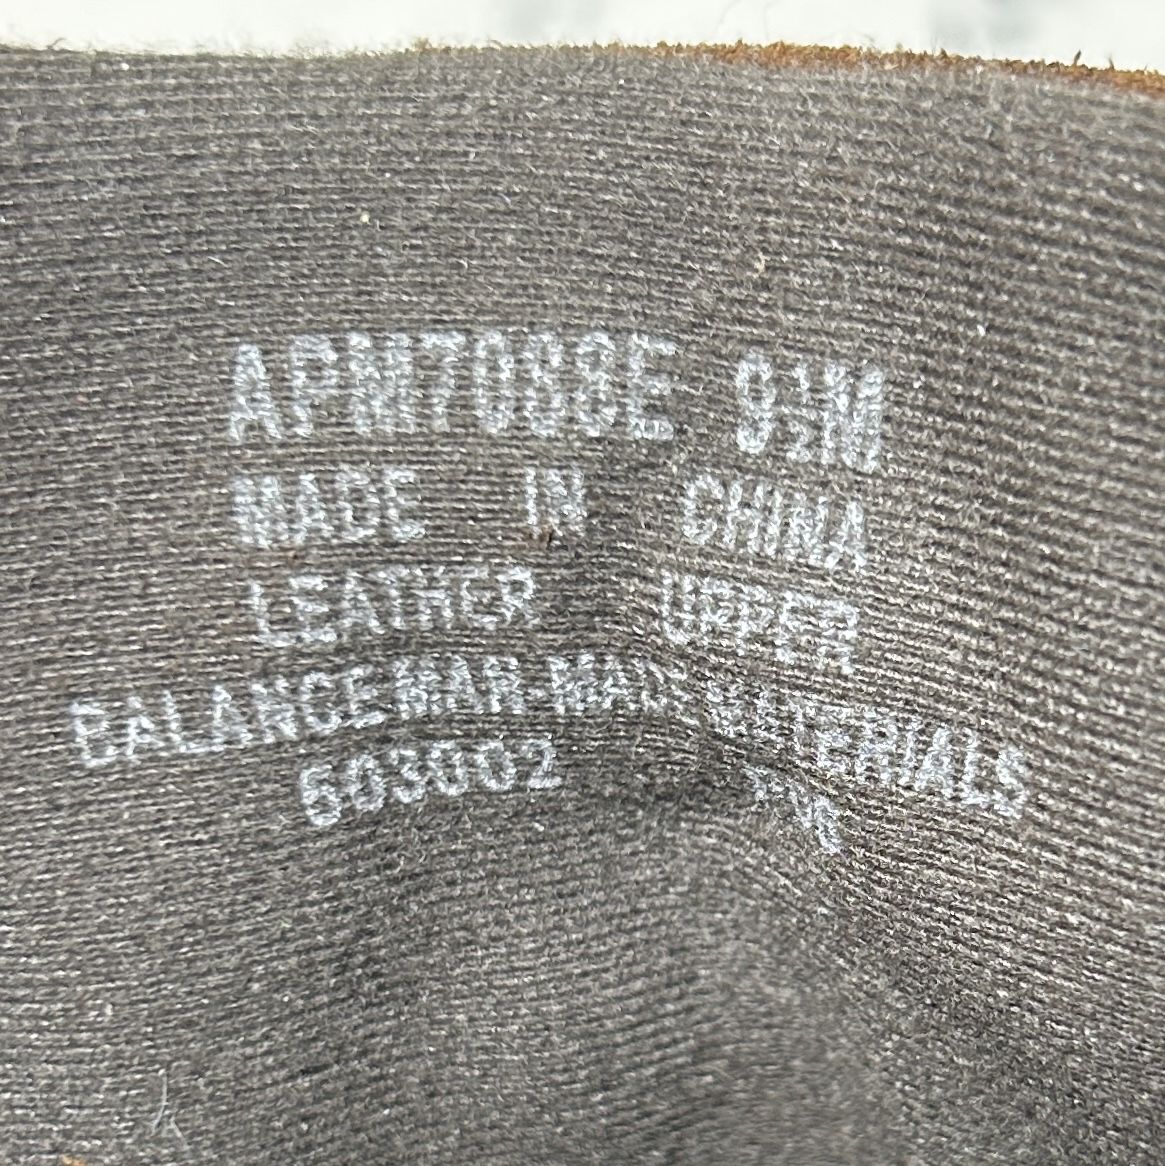 APM7088E 9½M
MADE IN CHINA
LEATHER UPPER
BALANCE MAN-MADE MATERIALS
603002